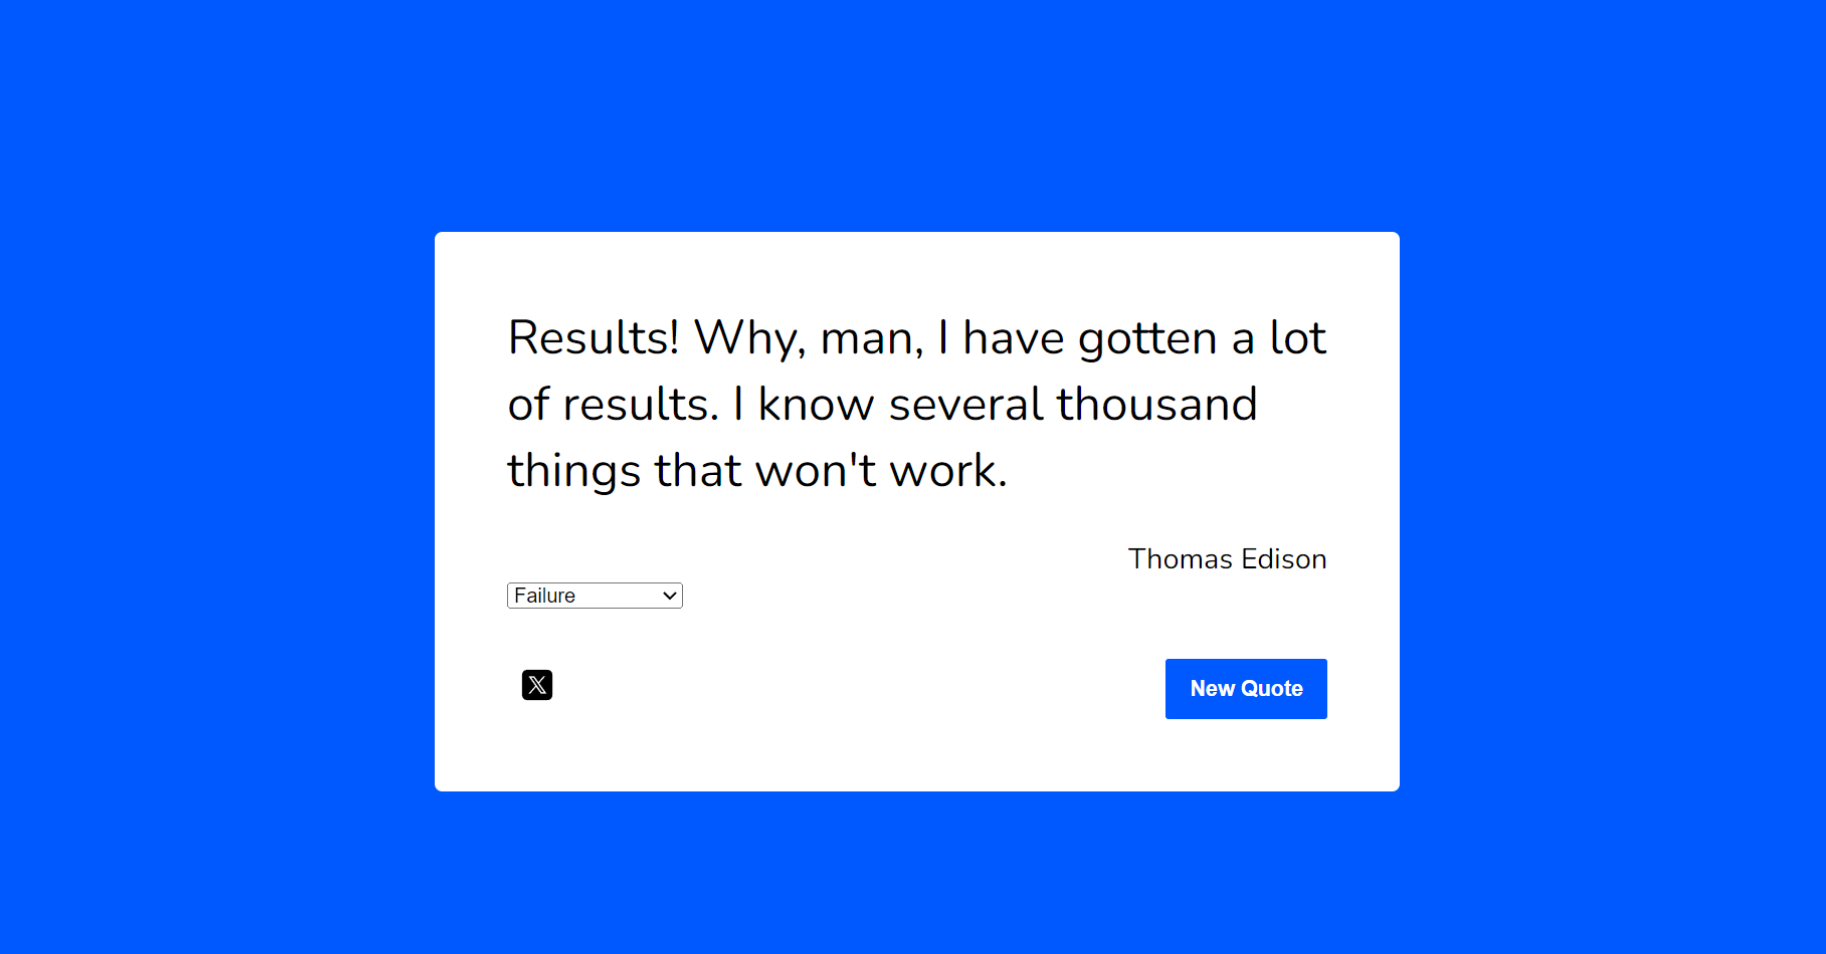 Results! Why, man, I have gotten a lot
of results. I know several thousand
things that won't work.
Thomas Edison
Failure
𝕏
New Quote